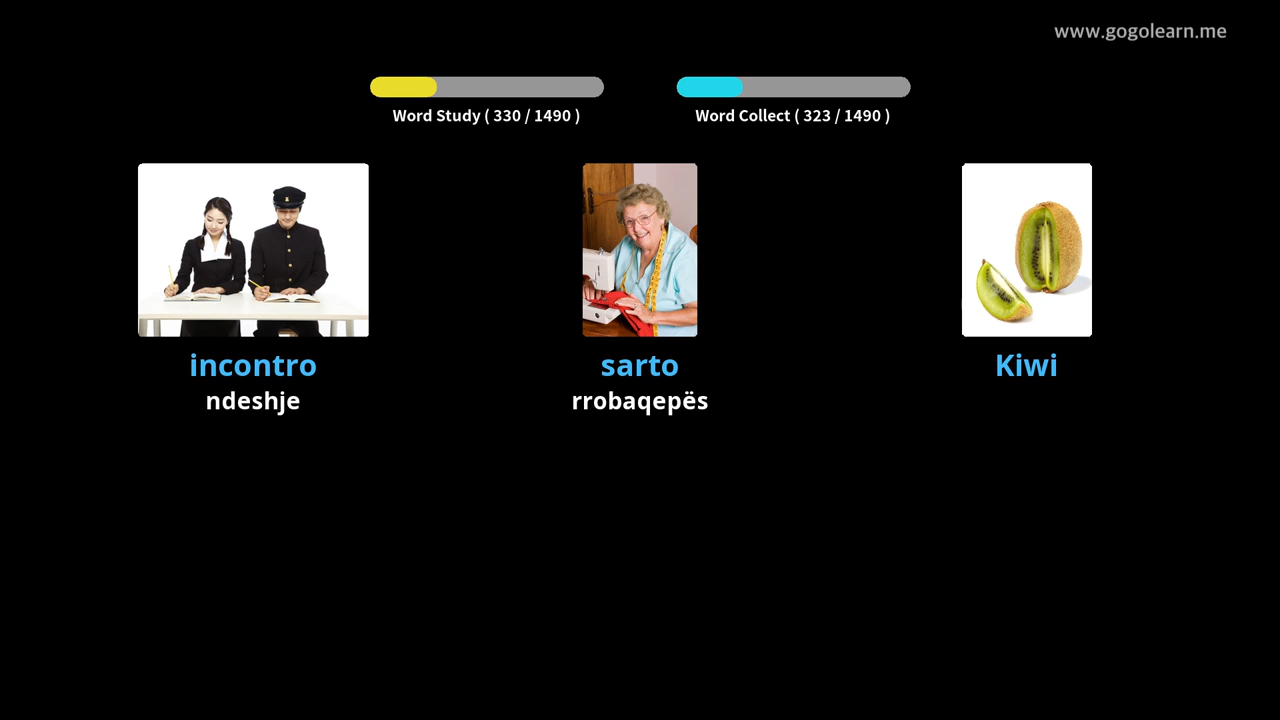 www.gogolearn.me
Word Study ( 330 / 1490 )
Word Collect ( 323 / 1490 )
incontro
ndeshje
sarto
rrobaqepës
Kiwi